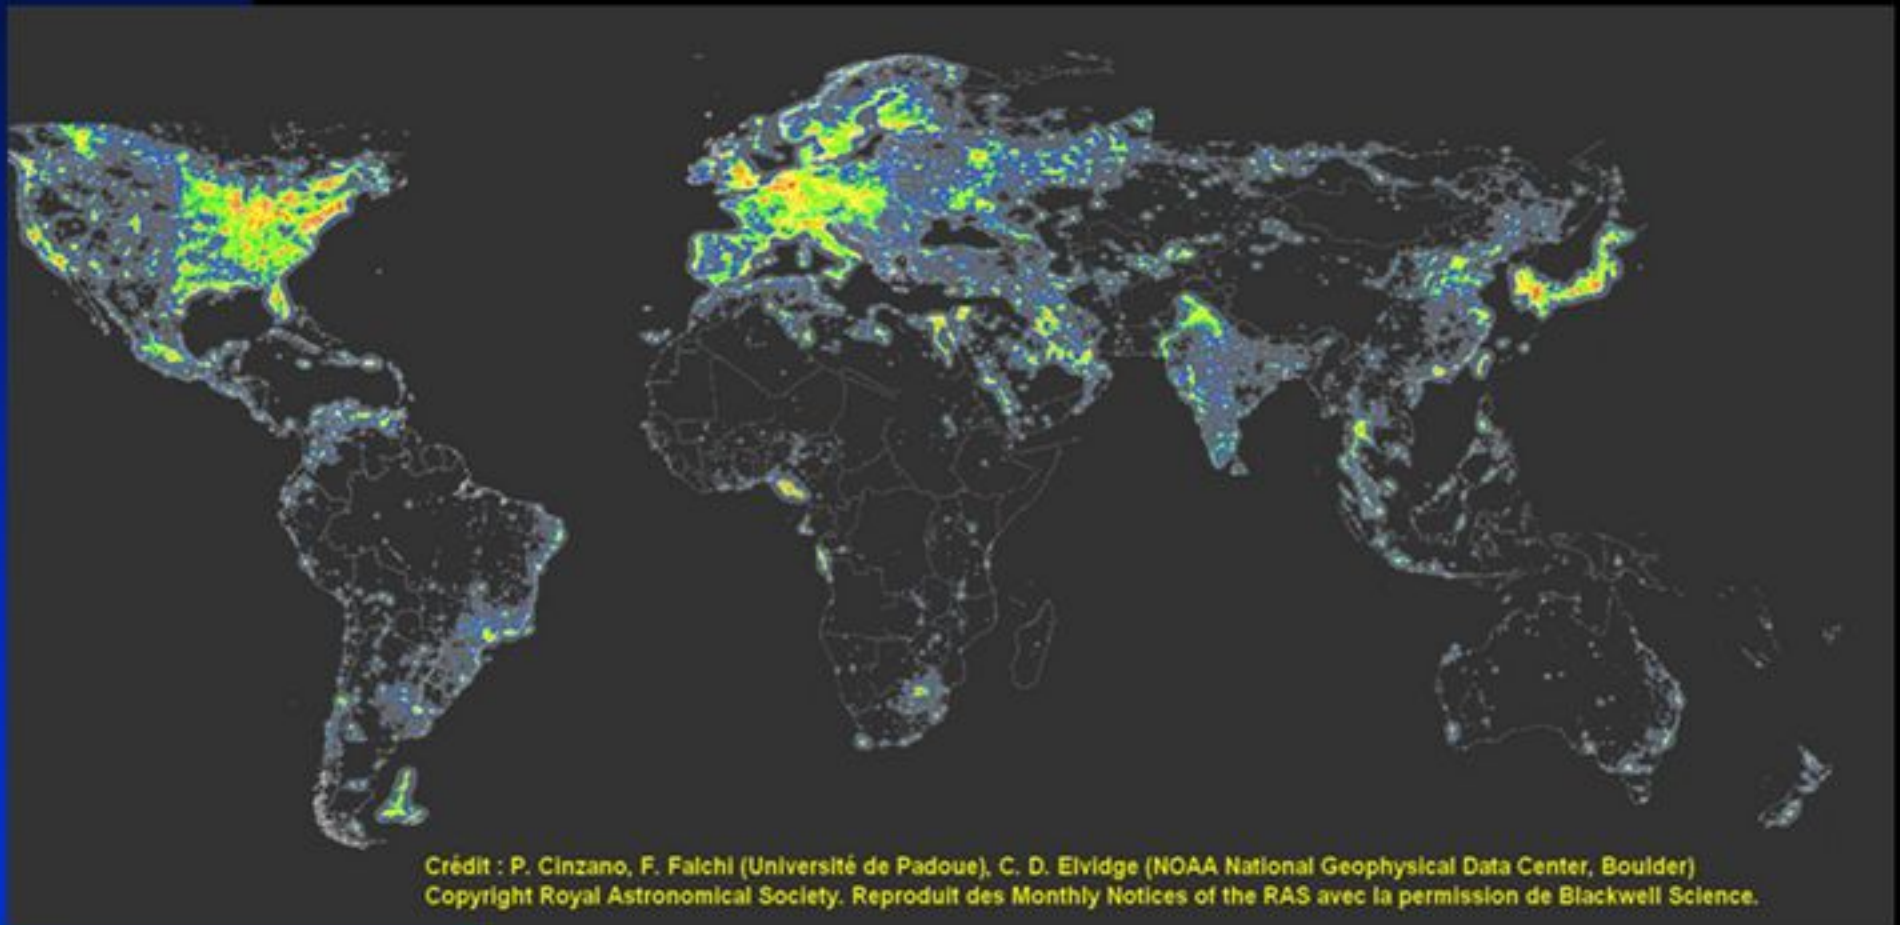 Crédit : P. Cinzano, F. Falchi (Université de Padoue), C. D. Elvidge (NOAA National Geophysical Data Center, Boulder)
Copyright Royal Astronomical Society. Reproduit des Monthly Notices of the RAS avec la permission de Blackwell Science.